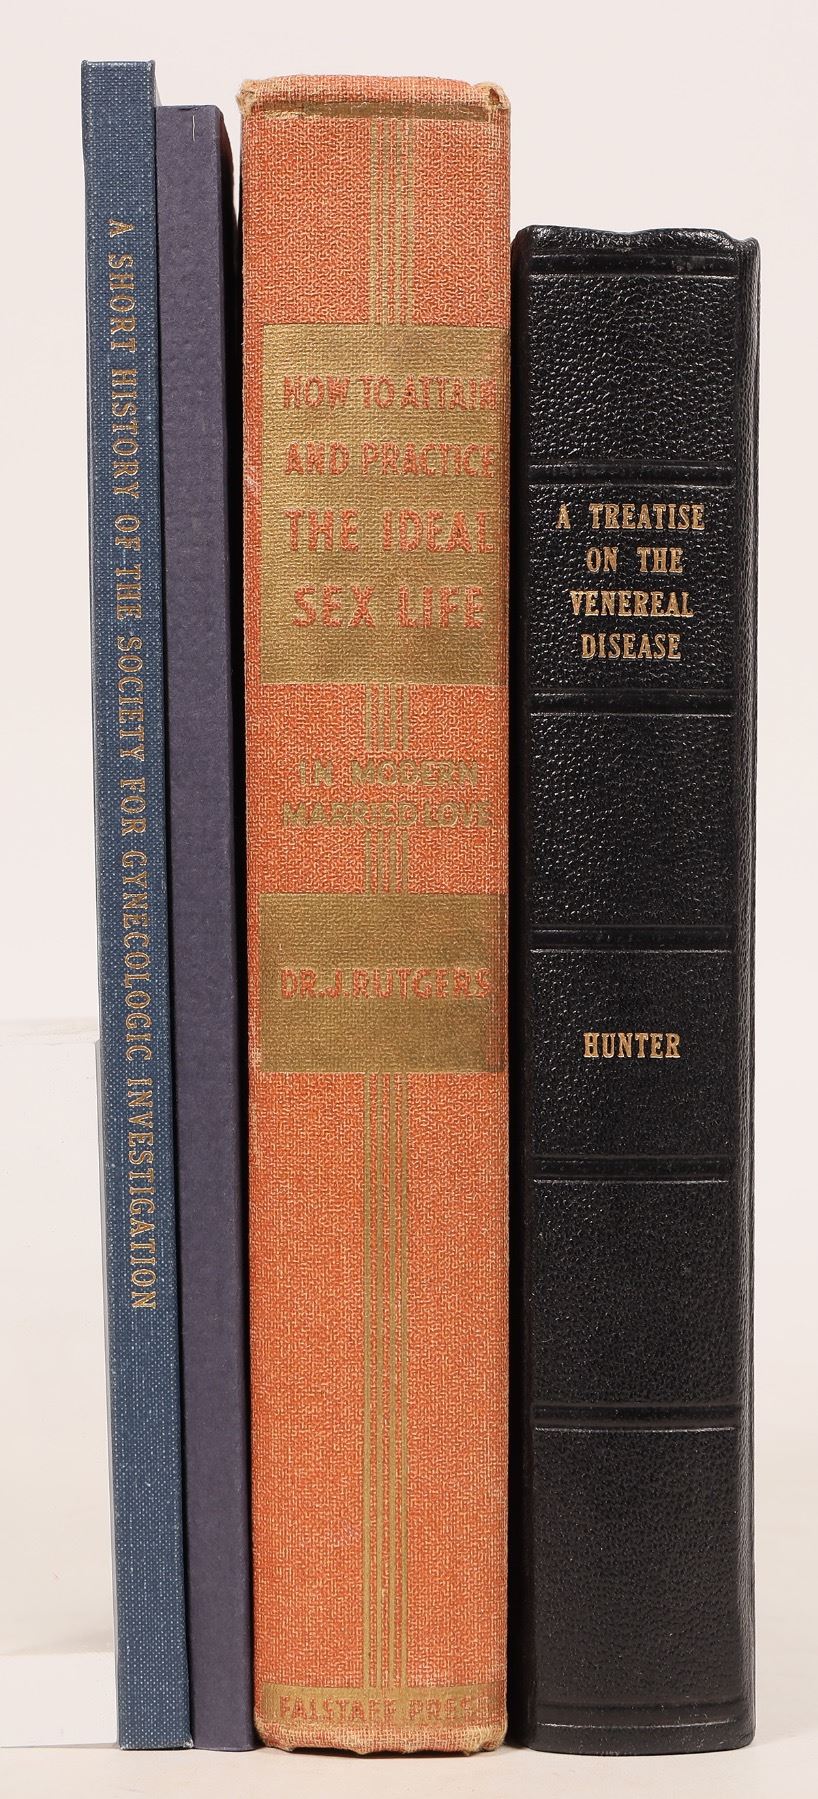 A SHORT HISTORY OF THE SOCIETY FOR GYNECOLOGIC INVESTIGATION
HOW TO ATTAIN
AND PRACTICE
THE IDEAL
SEX LIFE
IN MODERN
MARRIED LOVE
DR. J. RUTGERS
FALSTAFF PRESS
A TREATISE
ON THE
VENEREAL
DISEASE
HUNTER